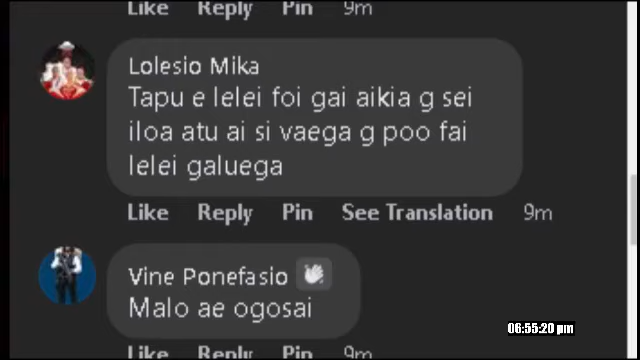 Like Reply Pin 9m
Lolesio Mika
Tapu e lelei foi gai aikia g sei
iloa atu ai si vaega g poo fai
lelei galuega
Like Reply Pin See Translation 9m
Vine Ponefasio
Malo ae ogosai
06:55:20 pm
Like Reply Pin 9m